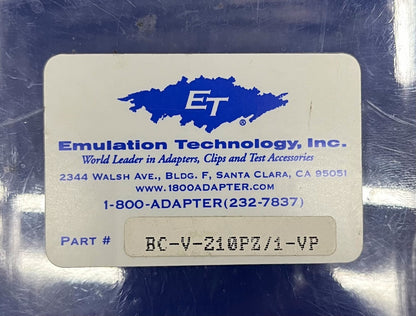 ET®
Emulation Technology, Inc.
World Leader in Adapters, Clips and Test Accessories
2344 Walsh Ave., Bldg. F, Santa Clara, CA 95051
www.1800ADAPTER.com
1-800-ADAPTER(232-7837)
Part # BC-V-Z10PZ/1-VP